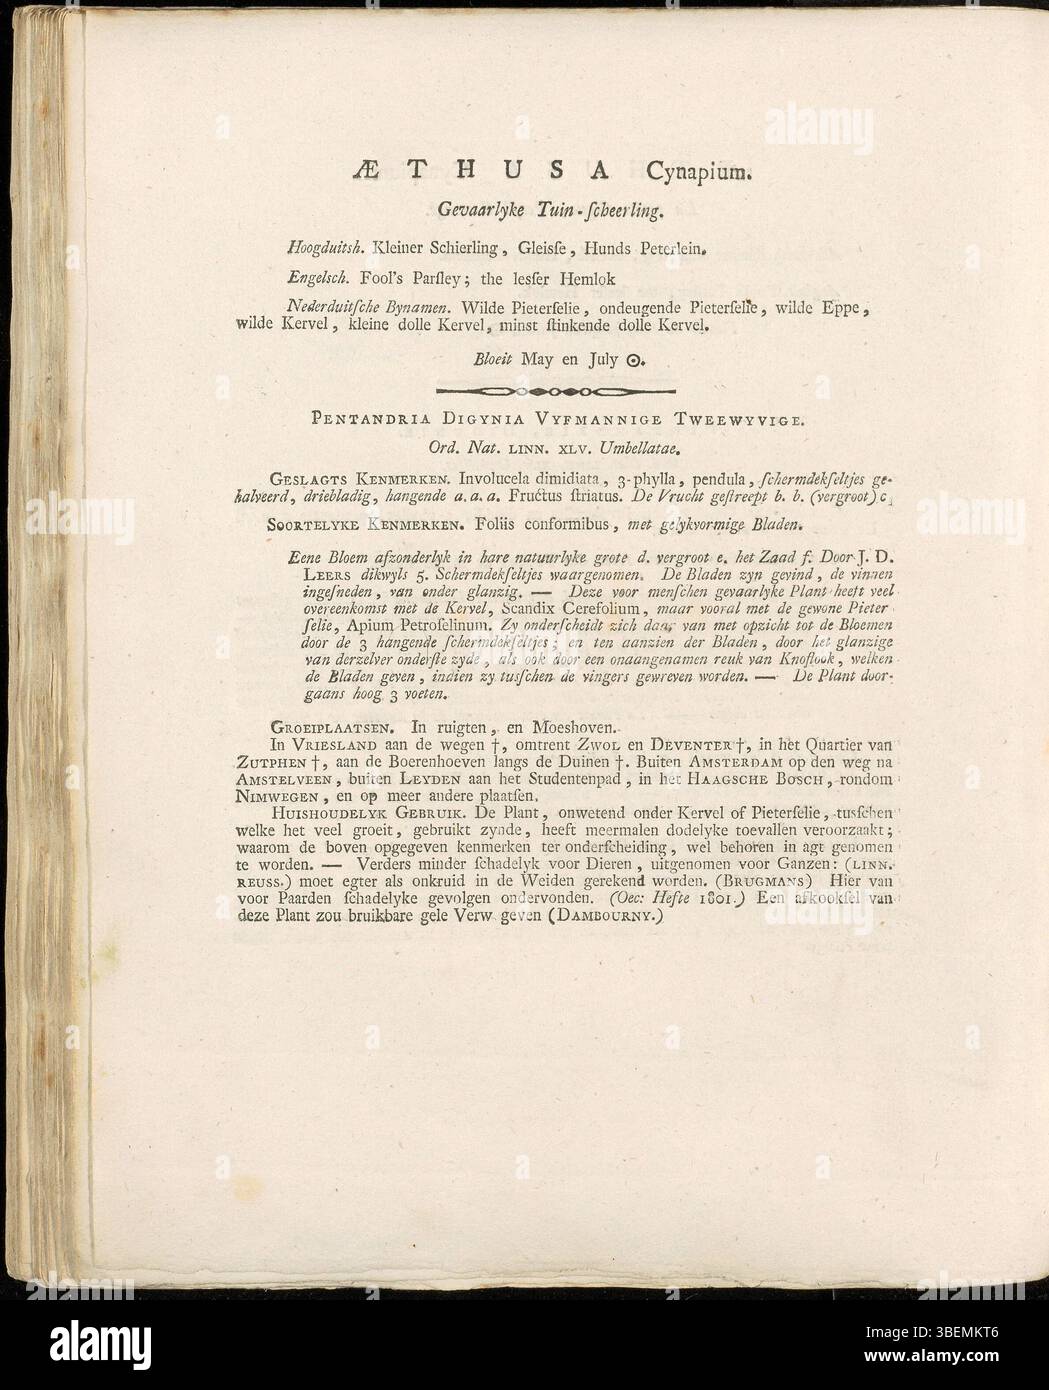 ÆTHUSA Cynapium.
Gevaarlyke Tuin-ſcheerling.
Hoogduitsh. Kleiner Schierling, Gleisſe, Hunds Peterlein.
Engelsch. Fool's Parſley; the lesſer Hemlok
Nederduitſche Bynamen. Wilde Pieterſelie, ondeugende Pieterſelie, wilde Eppe,
wilde Kervel, kleine dolle Kervel, minst ſtinkende dolle Kervel.
Bloeit May en July ☉.
PENTANDRIA DIGYNIA VYFMANNIGE TWEEWYVIGE.
Ord. Nat. LINN. XLV. Umbellatae.
GESLAGTS KENMERKEN. Involucela dimidiata, 3-phylla, pendula, ſchermdekſeltjes ge-
halveerd, driebladig, hangende a. a. a. Fructus ſtriatus. De Vrucht geſtreept b. b. (vergroot) c.
SOORTELYKE KENMERKEN. Foliis conformibus, met gelykvormige Bladen.
Eene Bloem afzonderlyk in hare natuurlyke grote d. vergroot e. het Zaad f. Door J. D.
LEERS dikwyls 5. Schermdekſeltjes waargenomen. De Bladen zyn gevind, de vinnen
ingeſneden, van onder glanzig. — Deze voor menſchen gevaarlyke Plant heeft veel
overeenkomst met de Kervel, Scandix Cerefolium, maar vooral met de gewone Pieter
ſelie, Apium Petroſelinum. Zy onderſcheidt zich daar van met opzicht tot de Bloemen
door de 3 hangende ſchermdekſeltjes; en ten aanzien der Bladen, door het glanzige
van derzelver onderſte zyde, als ook door een onaangenamen reuk van Knoflook, welken
de Bladen geven, indien zy tusſchen de vingers gewreven worden. — De Plant door-
gaans hoog 3 voeten.
GROEIPLAATSEN. In ruigten, en Moeshoven.
In VRIESLAND aan de wegen †, omtrent ZWOL en DEVENTER †, in het Quartier van
ZUTPHEN †, aan de Boerenhoeven langs de Duinen †. Buiten AMSTERDAM op den weg na
AMSTELVEEN, buiten LEYDEN aan het Studentenpad, in het HAAGSCHE BOSCH, rondom
NIMWEGEN, en op meer andere plaatſen.
HUISHOUDELYK GEBRUIK. De Plant, onwetend onder Kervel of Pieterſelie, tusſchen
welke het veel groeit, gebruikt zynde, heeft meermalen dodelyke toevallen veroorzaakt;
waarom de boven opgegeven kenmerken ter onderſcheiding, wel behoren in agt genomen
te worden. — Verders minder ſchadelyk voor Dieren, uitgenomen voor Ganzen: (LINN.
REUSS.) moet egter als onkruid in de Weiden gerekend worden. (BRUGMANS) Hier van
voor Paarden ſchadelyke gevolgen ondervonden. (Oec: Hefte 1801.) Een afkookſel van
deze Plant zou bruikbare gele Verw geven (DAMBOURNY.)
alamy
Image ID: 3BEMKT6
www.alamy.com